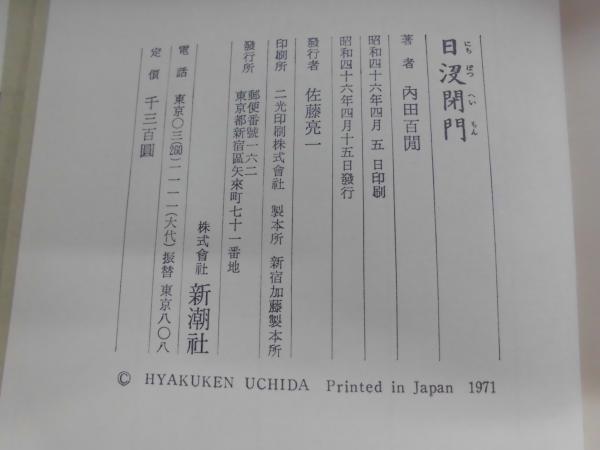 日沒閉門
にちぼつへいもん
著者 內田百閒
昭和四十六年四月 五 日印刷
昭和四十六年四月十五日發行
發行者 佐藤亮一
印刷所 二光印刷株式會社 製本所 新宿加藤製本所
發行所 郵便番號一六二
東京都新宿區矢來町七十一番地
株式會社 新潮社
電話 東京〇三(260)一一一一(大代)振替 東京八〇八
定價 千三百圓
© HYAKUKEN UCHIDA Printed in Japan 1971